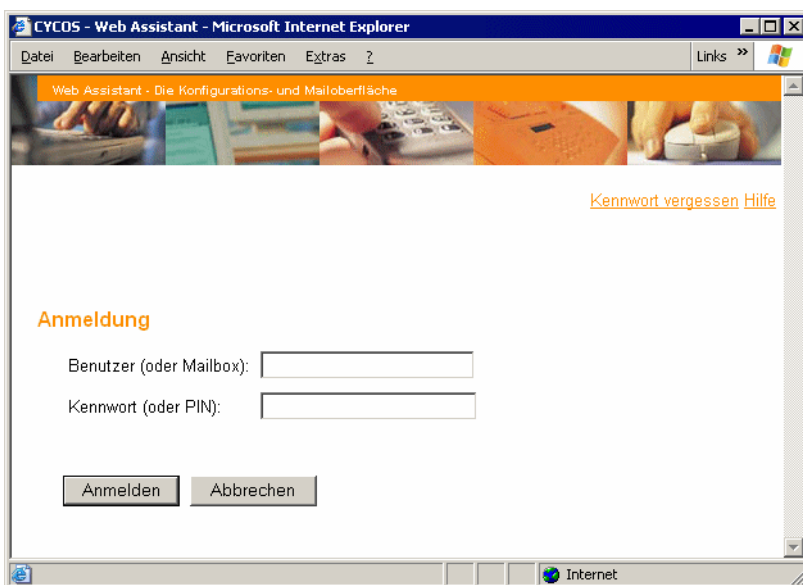 CYCOS - Web Assistant - Microsoft Internet Explorer
Datei Bearbeiten Ansicht Favoriten Extras ? Links »
Web Assistant - Die Konfigurations- und Mailoberfläche
Kennwort vergessen Hilfe
Anmeldung
Benutzer (oder Mailbox):
Kennwort (oder PIN):
Anmelden Abbrechen
Internet